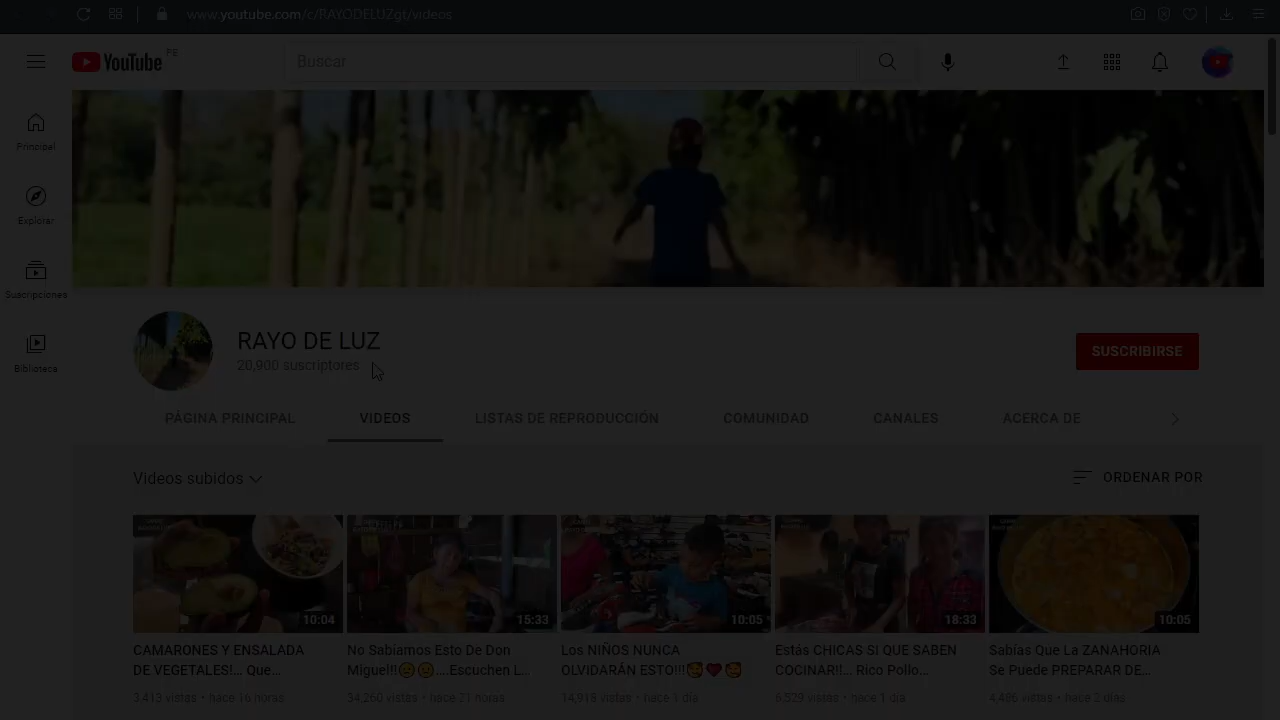 www.youtube.com/c/RAYODELUZgt/videos
YouTube PE
Buscar
Principal
Explorar
Suscripciones
Biblioteca
RAYO DE LUZ
20,900 suscriptores
SUSCRIBIRSE
PÁGINA PRINCIPAL VIDEOS LISTAS DE REPRODUCCIÓN COMUNIDAD CANALES ACERCA DE
Videos subidos
ORDENAR POR
10:04
15:33
10:05
18:33
10:05
CAMARONES Y ENSALADA
DE VEGETALES!... Que...
3,413 vistas • hace 16 horas
No Sabíamos Esto De Don
Miguel!!!😥😥....Escuchen L...
34,260 vistas • hace 21 horas
Los NIÑOS NUNCA
OLVIDARÁN ESTO!!!🥰❤️🥰
14,918 vistas • hace 1 día
Estás CHICAS SI QUE SABEN
COCINAR!!... Rico Pollo...
6,529 vistas • hace 1 día
Sabías Que La ZANAHORIA
Se Puede PREPARAR DE...
4,486 vistas • hace 2 días